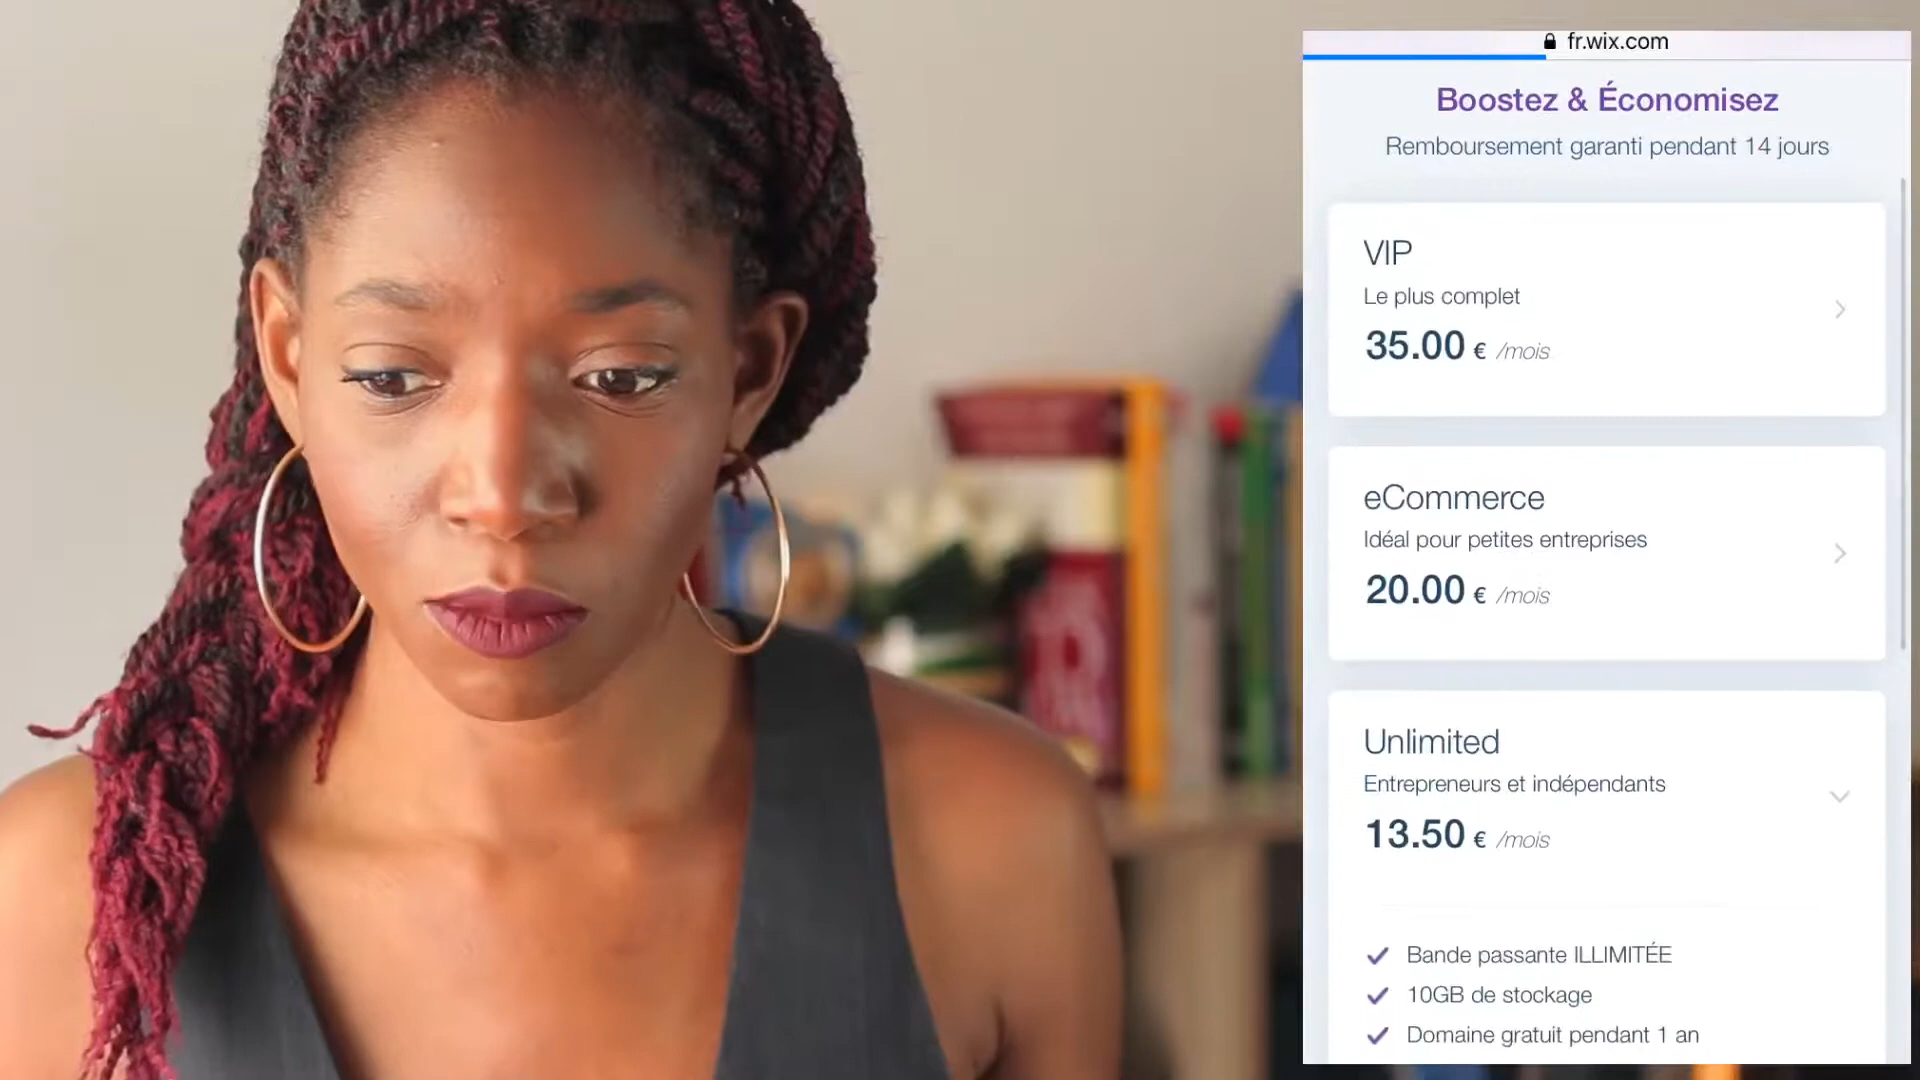 fr.wix.com
Boostez & Économisez
Remboursement garanti pendant 14 jours
VIP
Le plus complet
35.00 € /mois
eCommerce
Idéal pour petites entreprises
20.00 € /mois
Unlimited
Entrepreneurs et indépendants
13.50 € /mois
Bande passante ILLIMITÉE
10GB de stockage
Domaine gratuit pendant 1 an